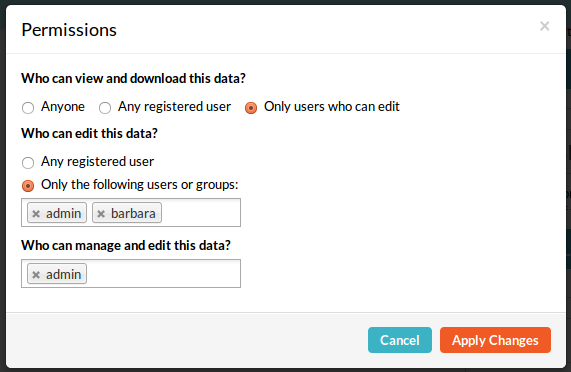 Permissions ×
Who can view and download this data?
Anyone Any registered user Only users who can edit
Who can edit this data?
Any registered user
Only the following users or groups:
× admin × barbara
Who can manage and edit this data?
× admin
Cancel Apply Changes